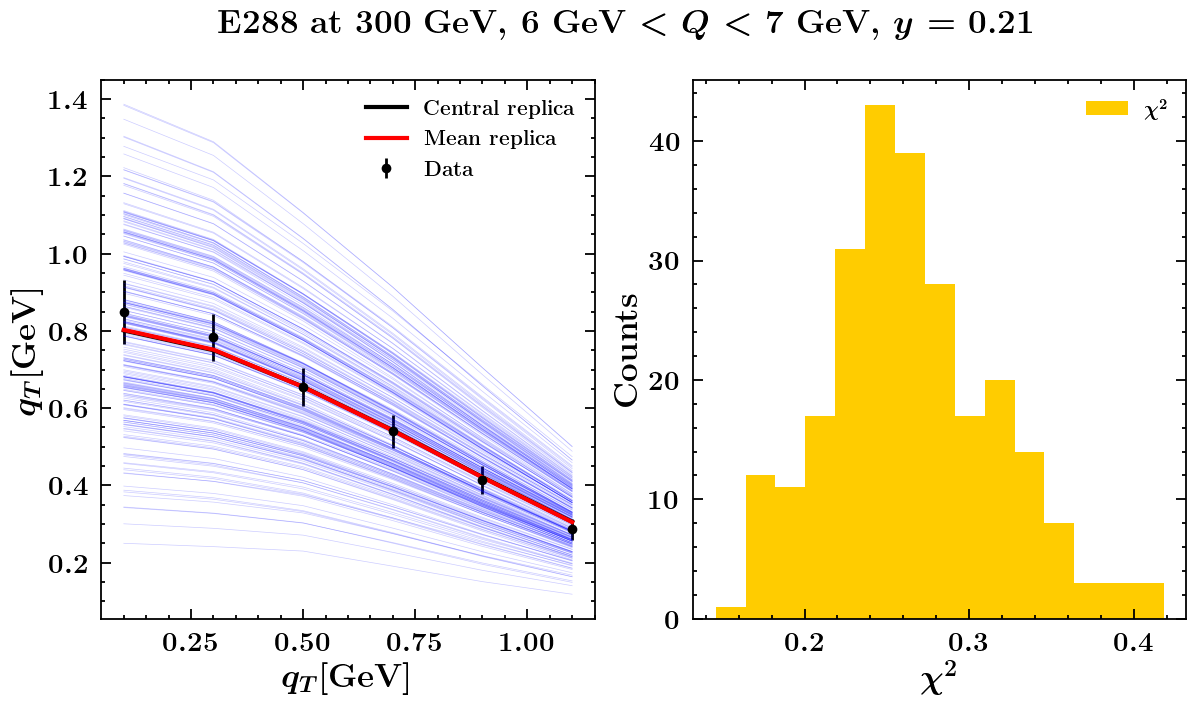 E288 at 300 GeV, 6 GeV < Q < 7 GeV, y = 0.21
1.4
1.2
1.0
0.8
0.6
0.4
0.2
q_T[GeV]
Central replica
Mean replica
Data
0.25 0.50 0.75 1.00
q_T[GeV]
40
30
20
10
0
Counts
χ²
0.2 0.3 0.4
χ²